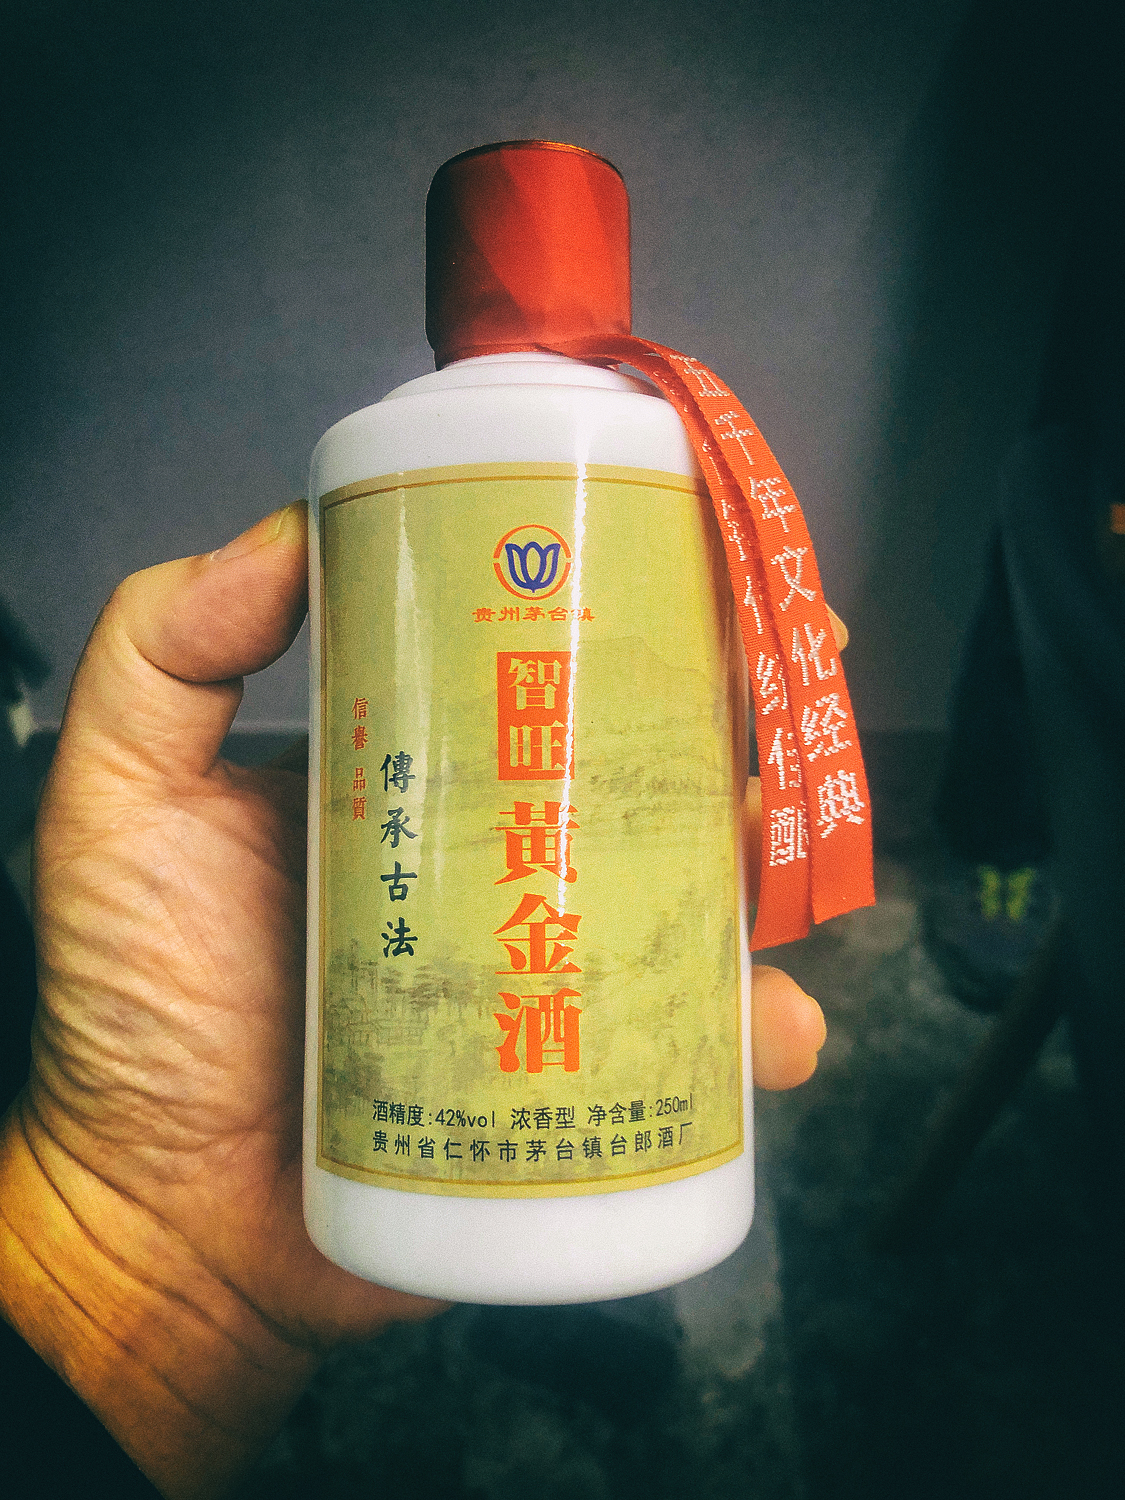 贵州茅台镇
智旺
黄金酒
信誉 品質
傳承古法
酒精度:42%vol 浓香型 净含量:250ml
贵州省仁怀市茅台镇台郎酒厂
五千年文化经典